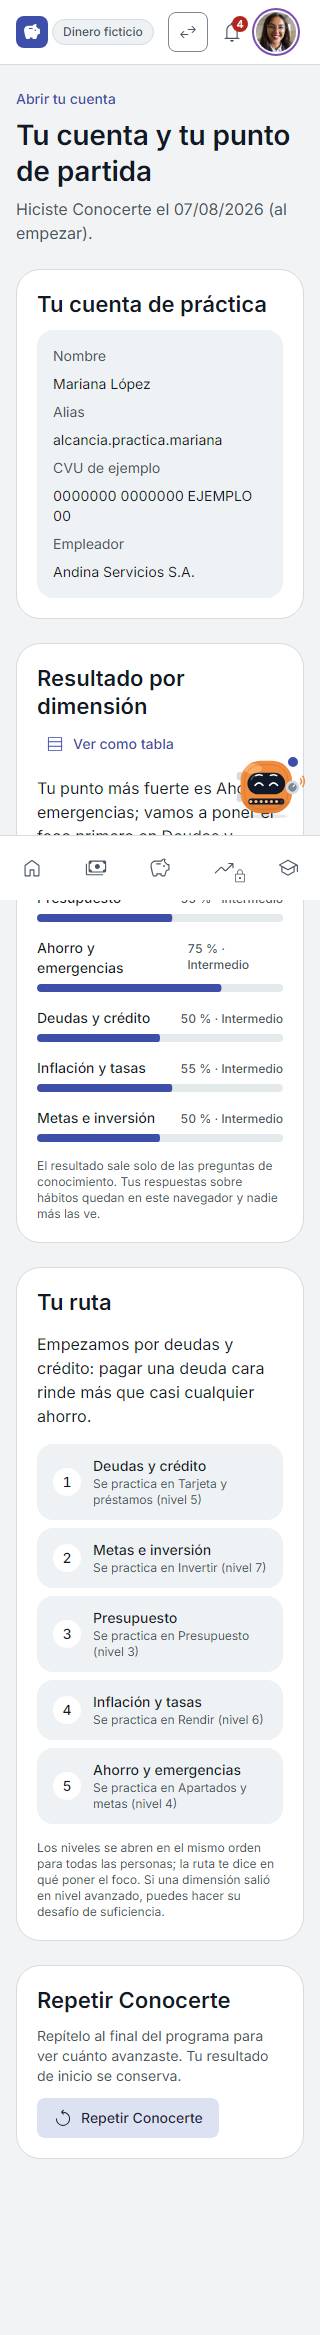 Dinero ficticio
4
Abrir tu cuenta
Tu cuenta y tu punto
de partida
Hiciste Conocerte el 07/08/2026 (al
empezar).
Tu cuenta de práctica
Nombre
Mariana López
Alias
alcancia.practica.mariana
CVU de ejemplo
0000000 0000000 EJEMPLO
00
Empleador
Andina Servicios S.A.
Resultado por
dimensión
Ver como tabla
Tu punto más fuerte es
emergencias; vamos a poner el
Ahorro y
emergencias
75 % ·
Intermedio
Deudas y crédito
50 % · Intermedio
Inflación y tasas
55 % · Intermedio
Metas e inversión
50 % · Intermedio
El resultado sale solo de las preguntas de
conocimiento. Tus respuestas sobre
hábitos quedan en este navegador y nadie
más las ve.
Tu ruta
Empezamos por deudas y
crédito: pagar una deuda cara
rinde más que casi cualquier
ahorro.
1
Deudas y crédito
Se practica en Tarjeta y
préstamos (nivel 5)
2
Metas e inversión
Se practica en Invertir (nivel 7)
3
Presupuesto
Se practica en Presupuesto
(nivel 3)
4
Inflación y tasas
Se practica en Rendir (nivel 6)
5
Ahorro y emergencias
Se practica en Apartados y
metas (nivel 4)
Los niveles se abren en el mismo orden
para todas las personas; la ruta te dice en
qué poner el foco. Si una dimensión salió
en nivel avanzado, puedes hacer su
desafío de suficiencia.
Repetir Conocerte
Repítelo al final del programa para
ver cuánto avanzaste. Tu resultado
de inicio se conserva.
Repetir Conocerte